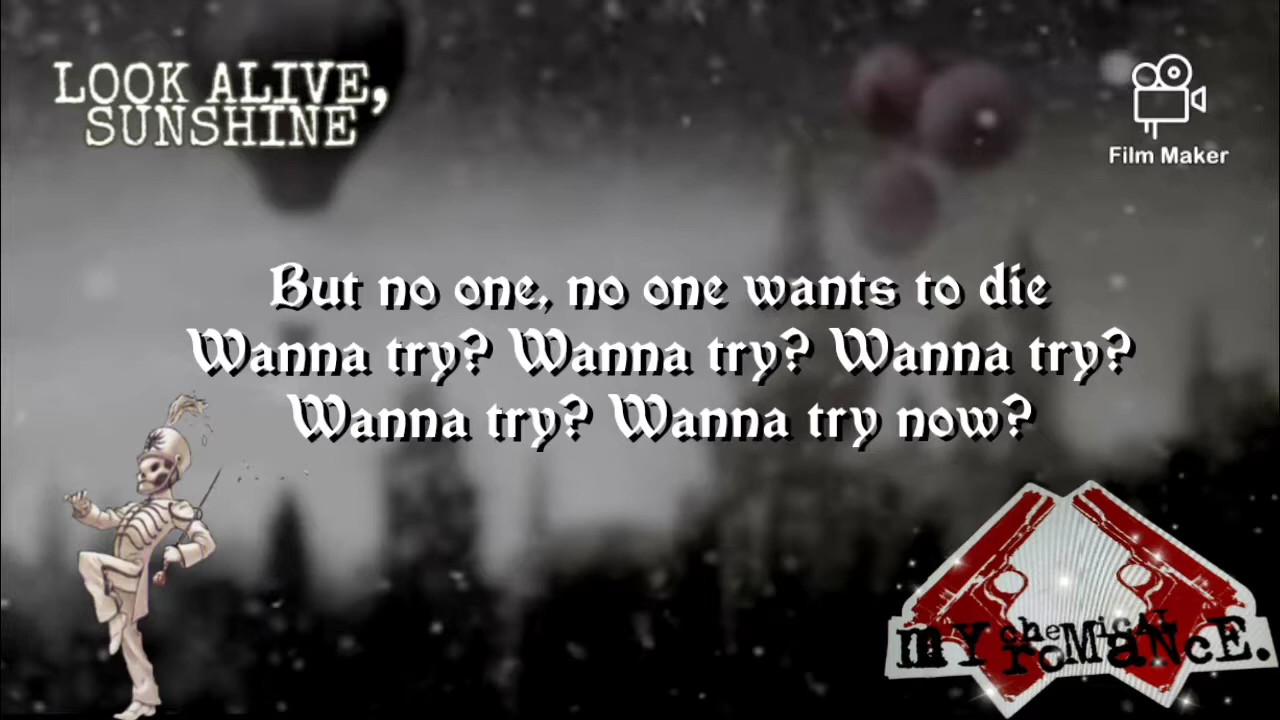 LOOK ALIVE,
SUNSHINE
Film Maker
But no one, no one wants to die
Wanna try? Wanna try? Wanna try?
Wanna try? Wanna try now?
mY cheMicaL
roMaNcE.